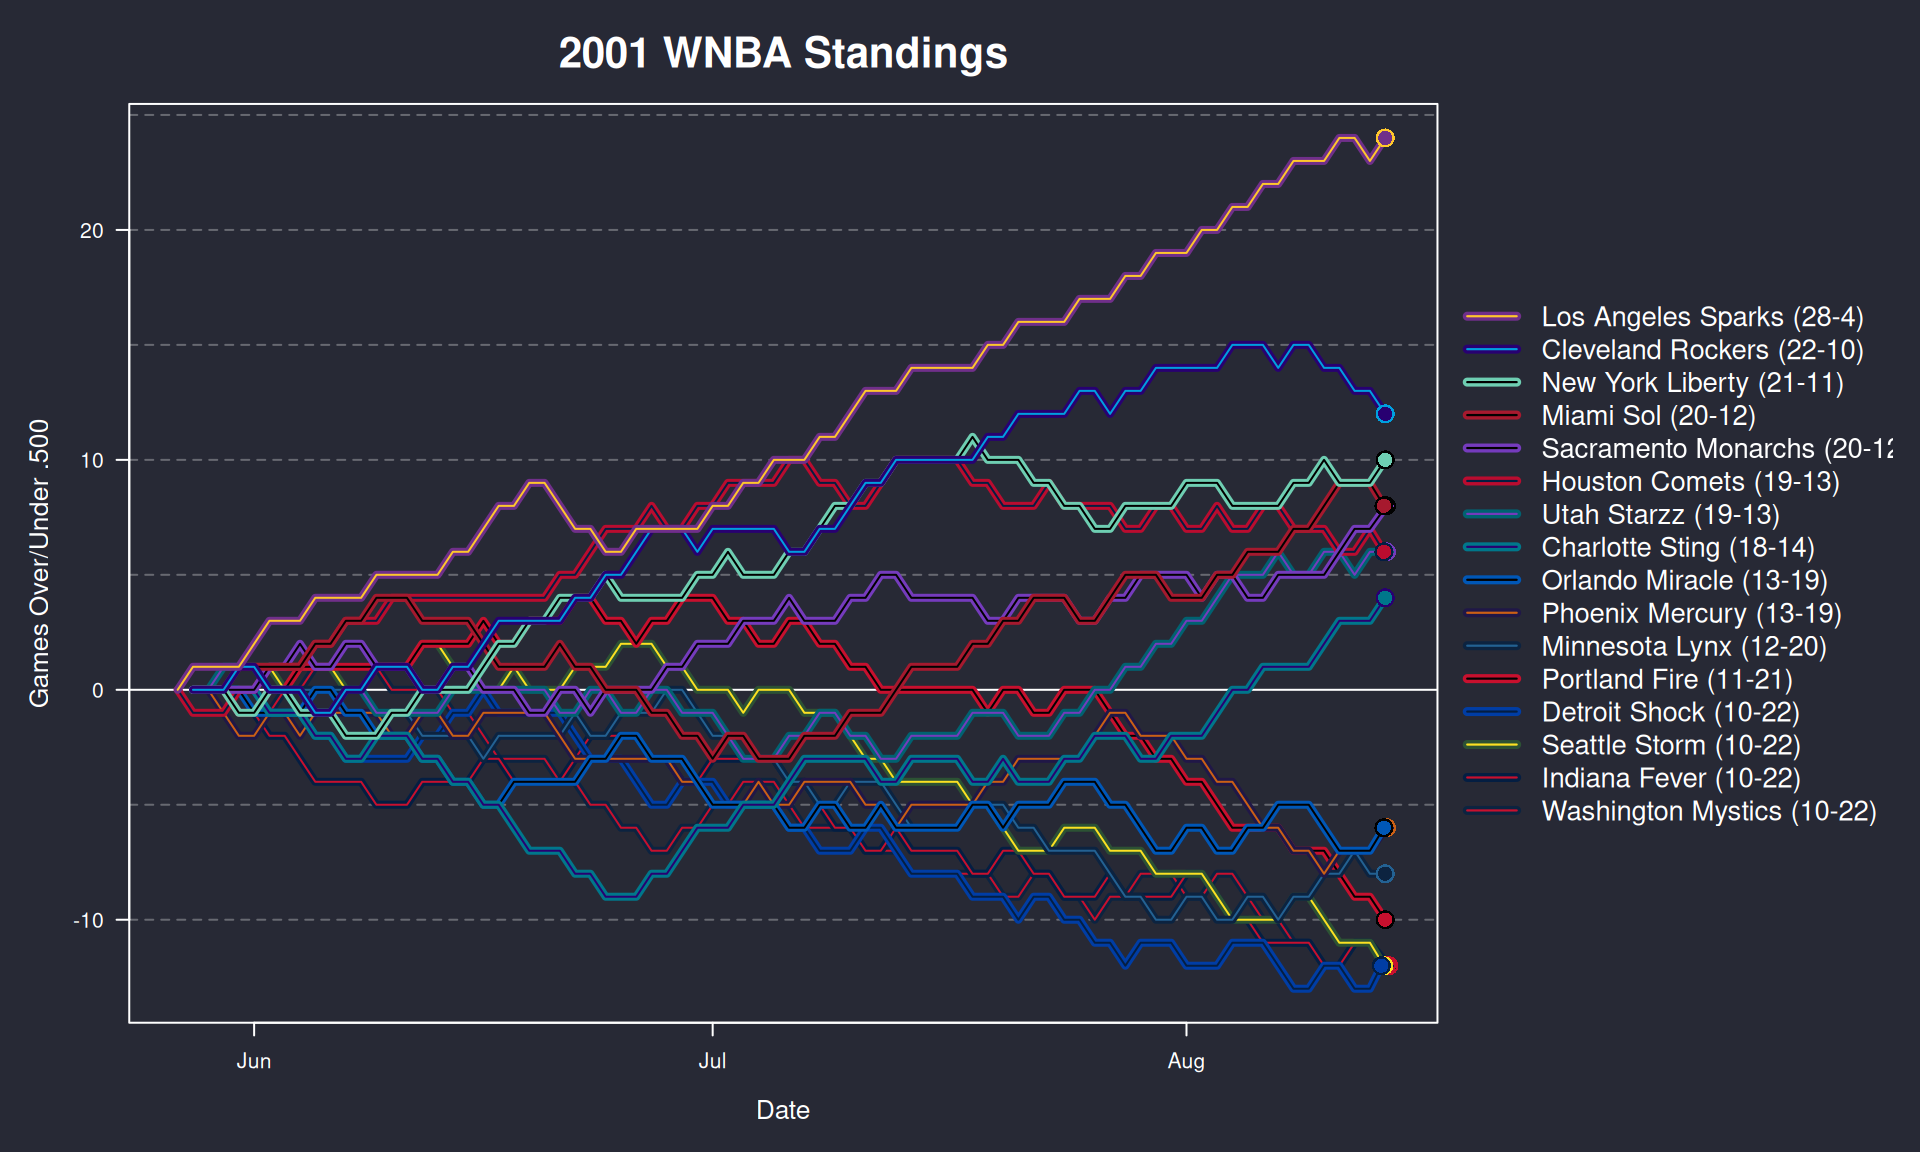 2001 WNBA Standings
Games Over/Under .500
20
10
0
-10
Jun
Jul
Aug
Date
Los Angeles Sparks (28-4)
Cleveland Rockers (22-10)
New York Liberty (21-11)
Miami Sol (20-12)
Sacramento Monarchs (20-12
Houston Comets (19-13)
Utah Starzz (19-13)
Charlotte Sting (18-14)
Orlando Miracle (13-19)
Phoenix Mercury (13-19)
Minnesota Lynx (12-20)
Portland Fire (11-21)
Detroit Shock (10-22)
Seattle Storm (10-22)
Indiana Fever (10-22)
Washington Mystics (10-22)